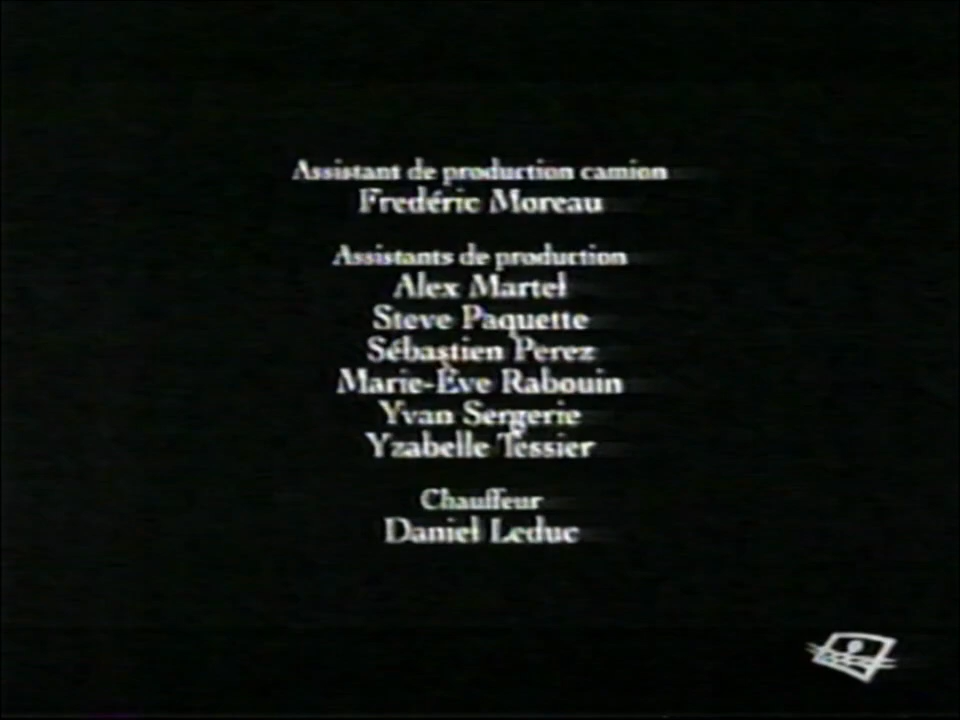 Assistant de production camion
Frédéric Moreau
Assistants de production
Alex Martel
Steve Paquette
Sébastien Perez
Marie-Ève Rabouin
Yvan Sergerie
Yzabelle Tessier
Chauffeur
Daniel Leduc